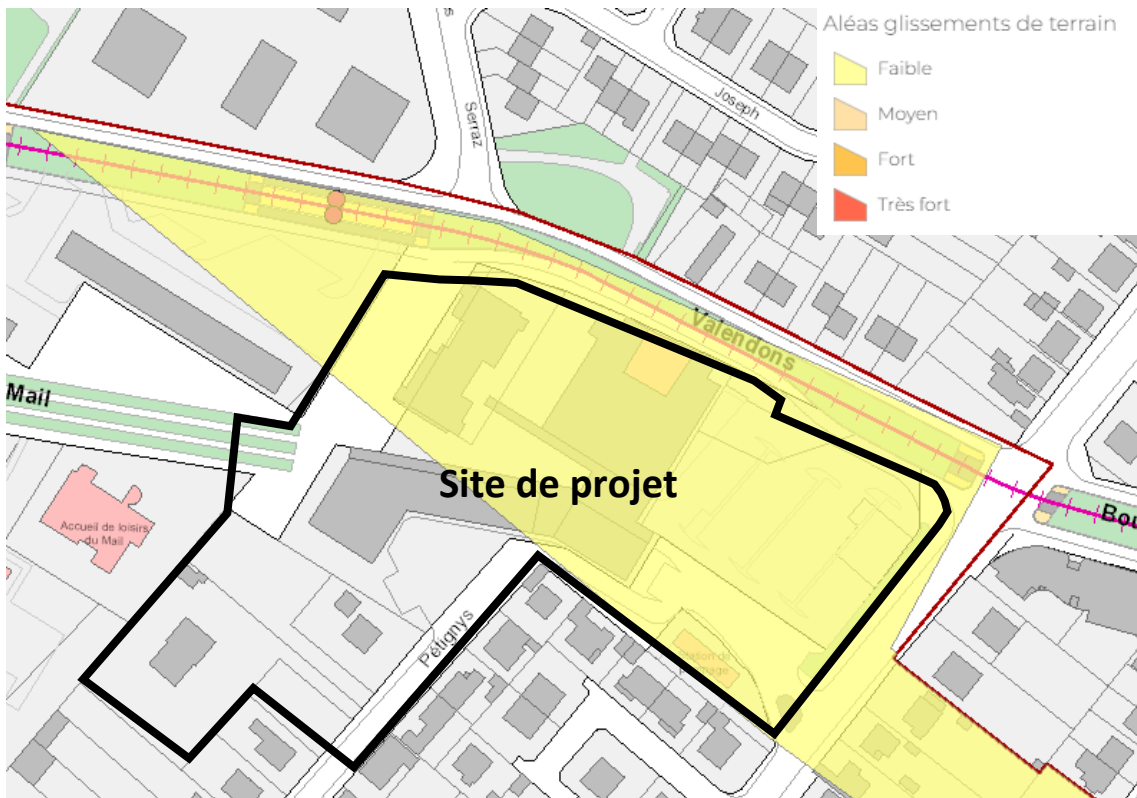 Aléas glissements de terrain
Faible
Moyen
Fort
Très fort
Joseph
Serraz
Valendons
Mail
Site de projet
Bou
Accueil de loisirs
du Mail
Pétignys